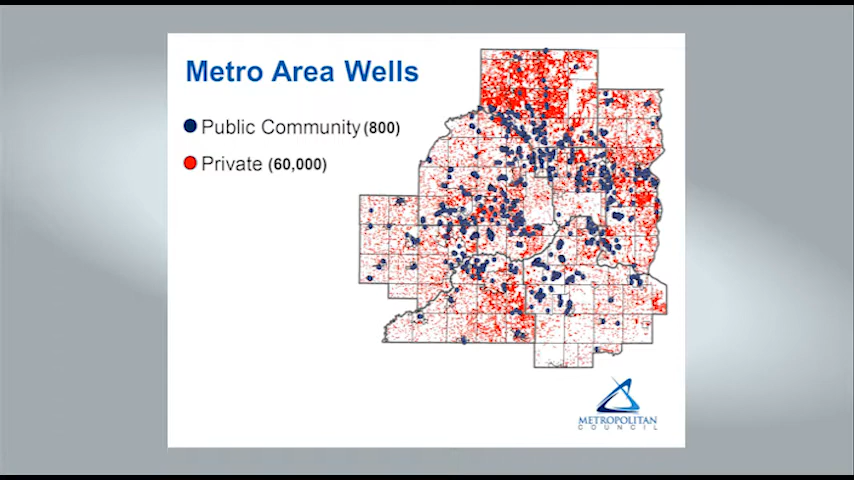 Metro Area Wells
Public Community (800)
Private (60,000)
METROPOLITAN
COUNCIL